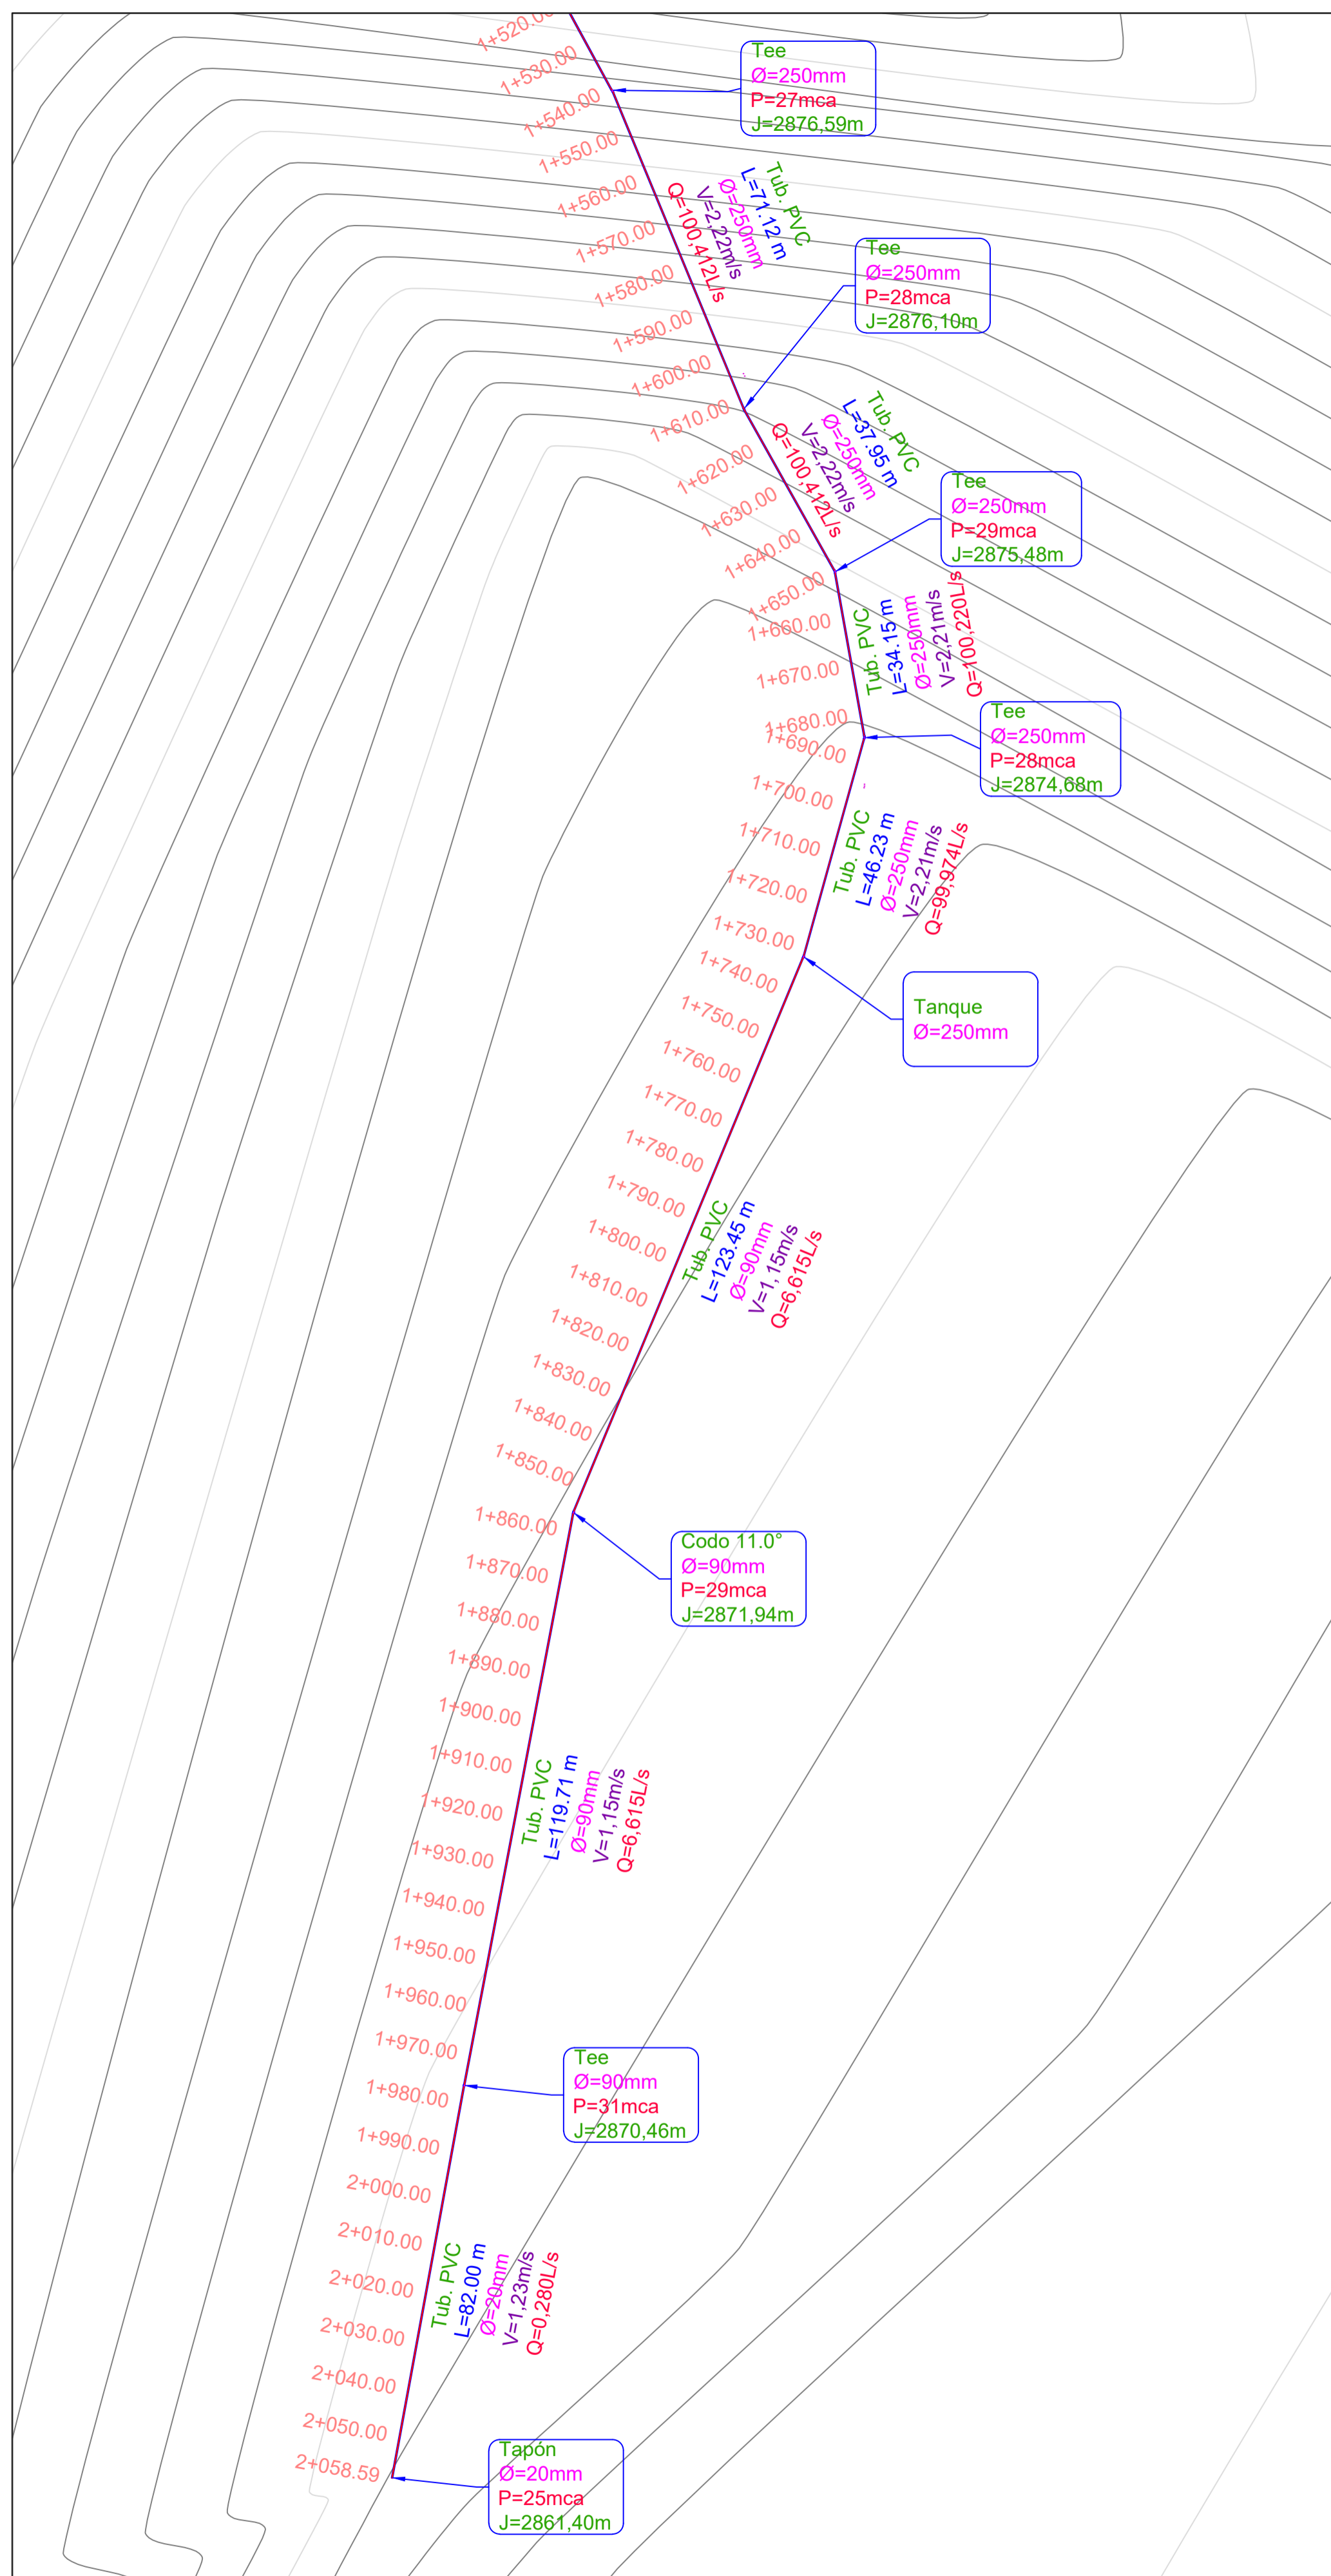 1+520.00
1+530.00
1+540.00
1+550.00
1+560.00
1+570.00
1+580.00
1+590.00
1+600.00
1+610.00
1+620.00
1+630.00
1+640.00
1+650.00
1+660.00
1+670.00
1+680.00
1+690.00
1+700.00
1+710.00
1+720.00
1+730.00
1+740.00
1+750.00
1+760.00
1+770.00
1+780.00
1+790.00
1+800.00
1+810.00
1+820.00
1+830.00
1+840.00
1+850.00
1+860.00
1+870.00
1+880.00
1+890.00
1+900.00
1+910.00
1+920.00
1+930.00
1+940.00
1+950.00
1+960.00
1+970.00
1+980.00
1+990.00
2+000.00
2+010.00
2+020.00
2+030.00
2+040.00
2+050.00
2+058.59
Tee
Ø=250mm
P=27mca
J=2876,59m
Tub. PVC
L=71.12 m
Ø=250mm
V=2,22m/s
Q=100,412L/s
Tee
Ø=250mm
P=28mca
J=2876,10m
Tub. PVC
L=37.95 m
Ø=250mm
V=2,22m/s
Q=100,412L/s
Tee
Ø=250mm
P=29mca
J=2875,48m
Tub. PVC
L=34.15 m
Ø=250mm
V=2,21m/s
Q=100,220L/s
Tee
Ø=250mm
P=28mca
J=2874,68m
Tub. PVC
L=46.23 m
Ø=250mm
V=2,21m/s
Q=99,974L/s
Tanque
Ø=250mm
Tub. PVC
L=123.45 m
Ø=90mm
V=1,15m/s
Q=6,615L/s
Codo 11.0°
Ø=90mm
P=29mca
J=2871,94m
Tub. PVC
L=119.71 m
Ø=90mm
V=1,15m/s
Q=6,615L/s
Tee
Ø=90mm
P=31mca
J=2870,46m
Tub. PVC
L=82.00 m
Ø=20mm
V=1,23m/s
Q=0,280L/s
Tapón
Ø=20mm
P=25mca
J=2861,40m